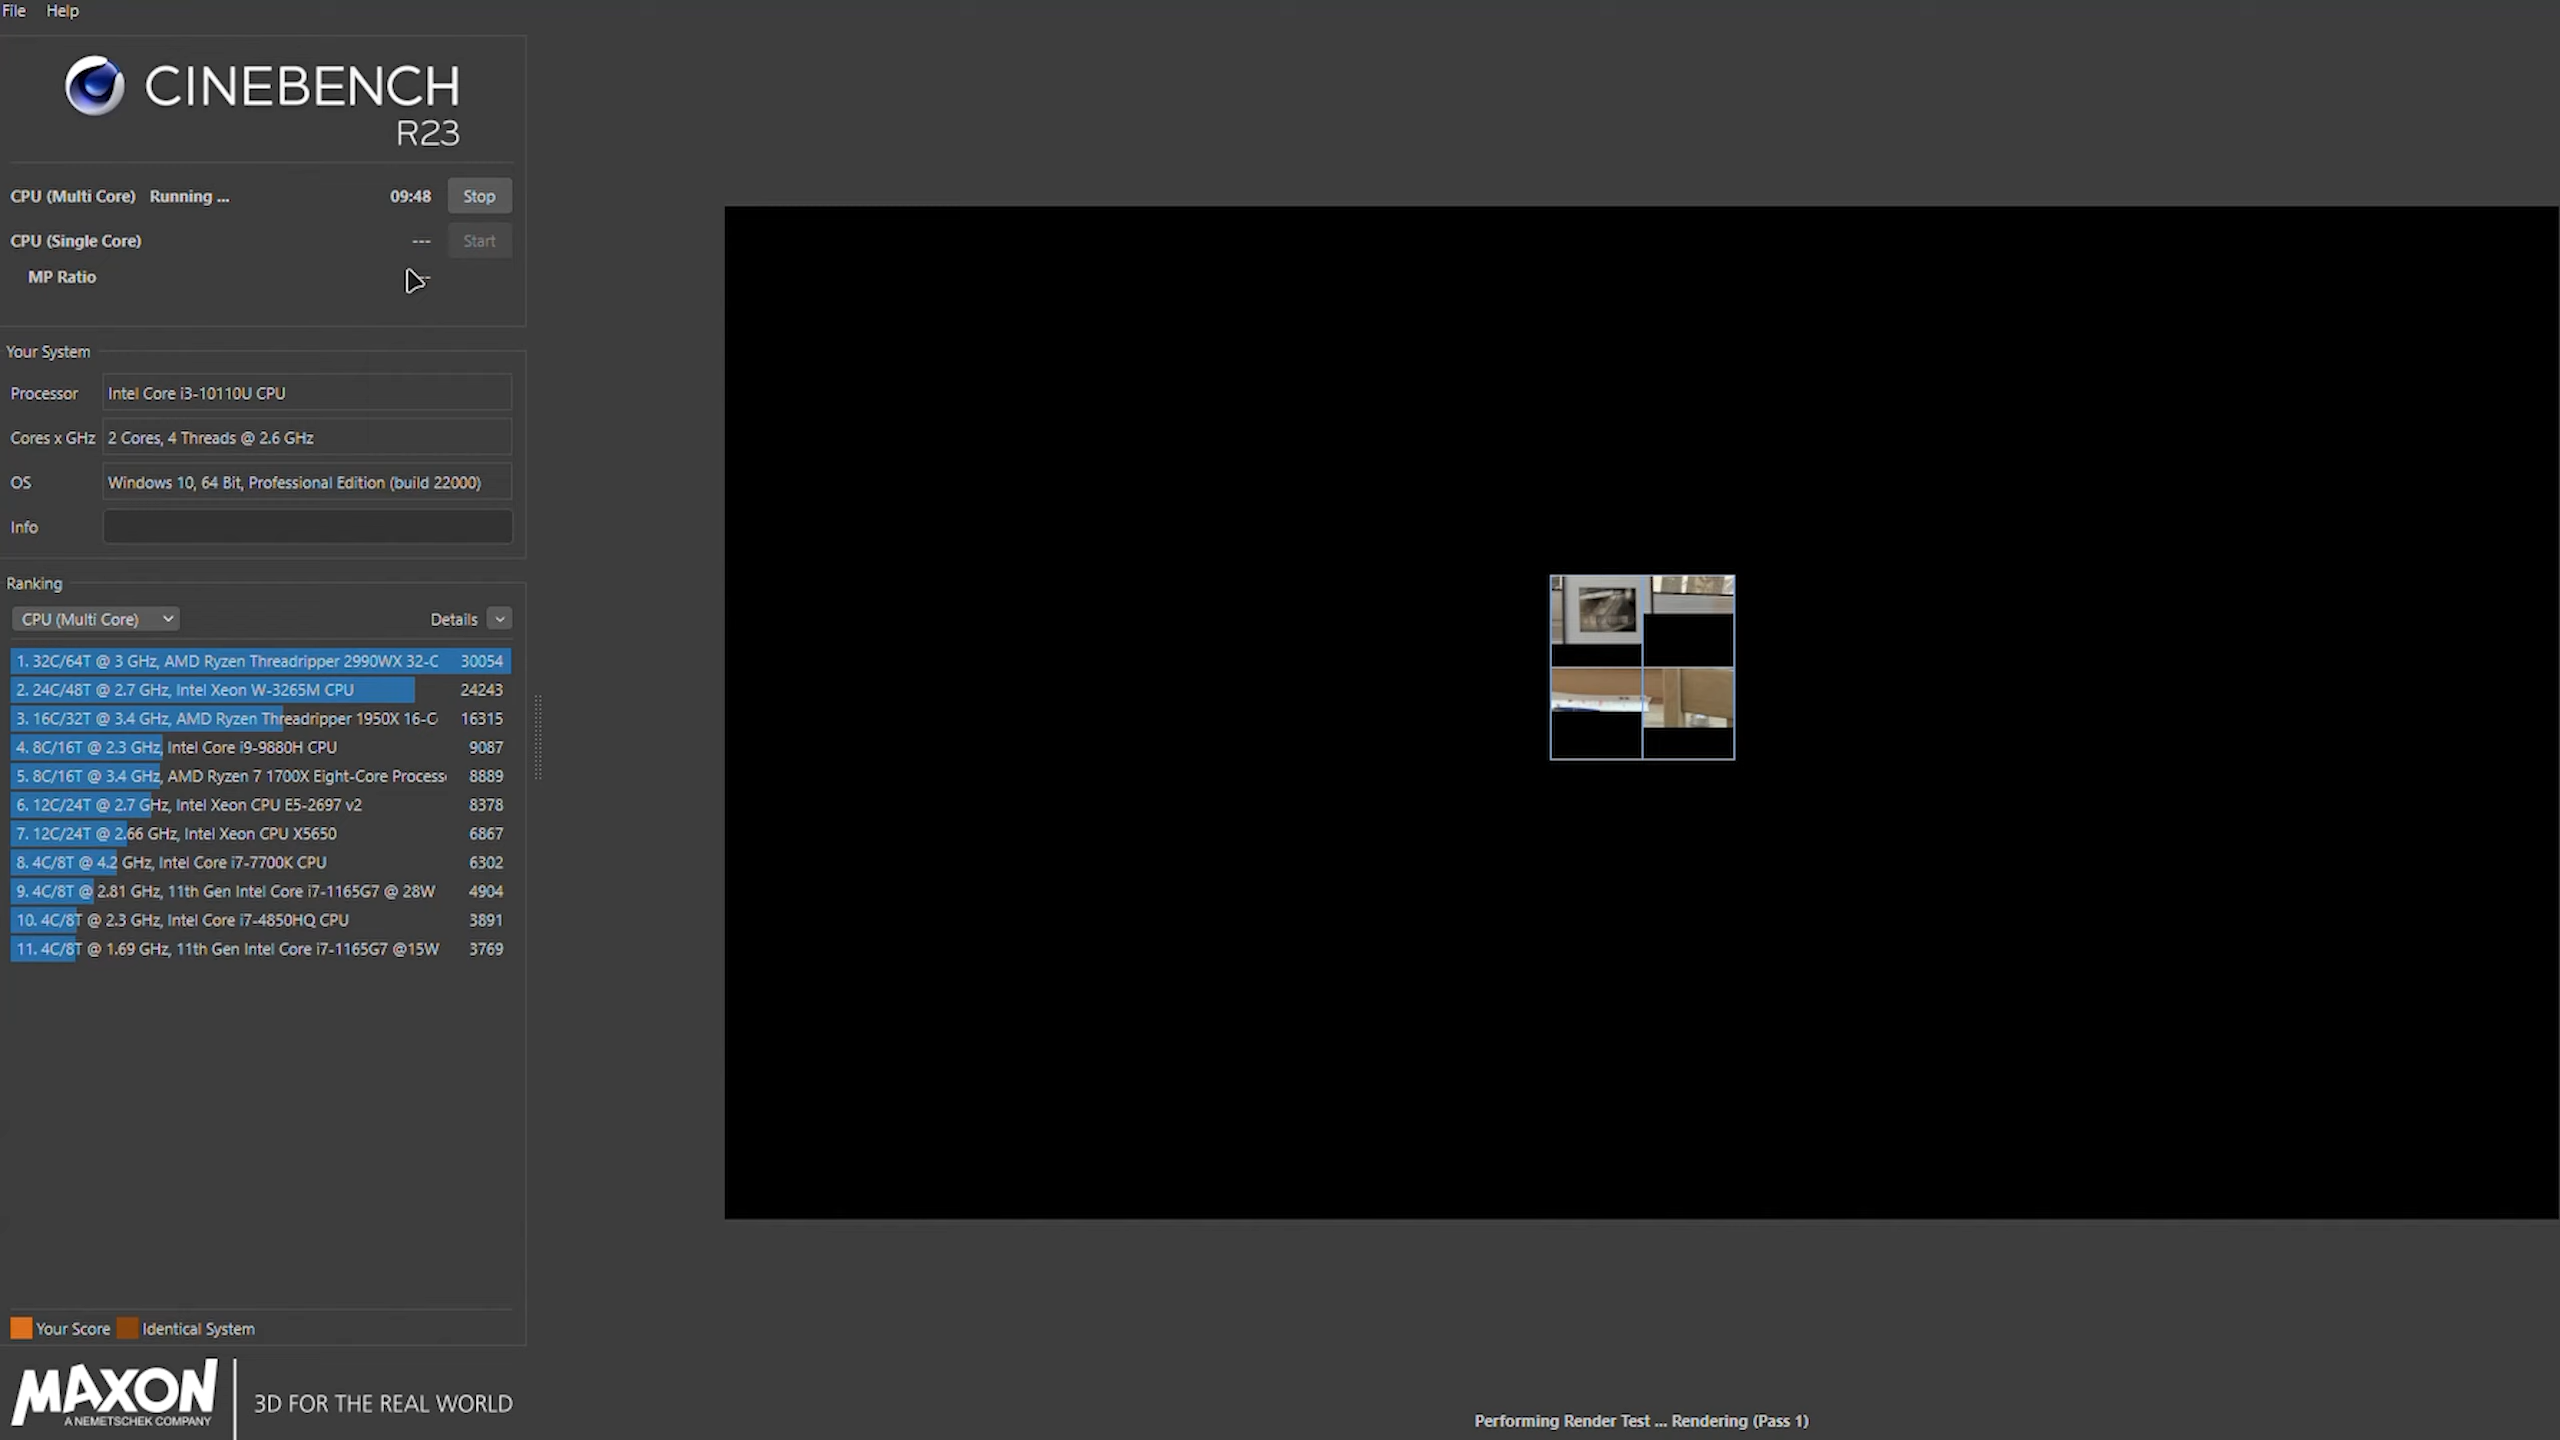 File Help
CINEBENCH
R23
CPU (Multi Core) Running ... 09:48 Stop
CPU (Single Core) --- Start
MP Ratio
Your System
Processor Intel Core i3-10110U CPU
Cores x GHz 2 Cores, 4 Threads @ 2.6 GHz
OS Windows 10, 64 Bit, Professional Edition (build 22000)
Info
Ranking
CPU (Multi Core) Details
1. 32C/64T @ 3 GHz, AMD Ryzen Threadripper 2990WX 32-C 30054
2. 24C/48T @ 2.7 GHz, Intel Xeon W-3265M CPU 24243
3. 16C/32T @ 3.4 GHz, AMD Ryzen Threadripper 1950X 16-C 16315
4. 8C/16T @ 2.3 GHz, Intel Core i9-9880H CPU 9087
5. 8C/16T @ 3.4 GHz, AMD Ryzen 7 1700X Eight-Core Process 8889
6. 12C/24T @ 2.7 GHz, Intel Xeon CPU E5-2697 v2 8378
7. 12C/24T @ 2.66 GHz, Intel Xeon CPU X5650 6867
8. 4C/8T @ 4.2 GHz, Intel Core i7-7700K CPU 6302
9. 4C/8T @ 2.81 GHz, 11th Gen Intel Core i7-1165G7 @ 28W 4904
10. 4C/8T @ 2.3 GHz, Intel Core i7-4850HQ CPU 3891
11. 4C/8T @ 1.69 GHz, 11th Gen Intel Core i7-1165G7 @15W 3769
Your Score Identical System
MAXON
A NEMETSCHEK COMPANY
3D FOR THE REAL WORLD
Performing Render Test ... Rendering (Pass 1)